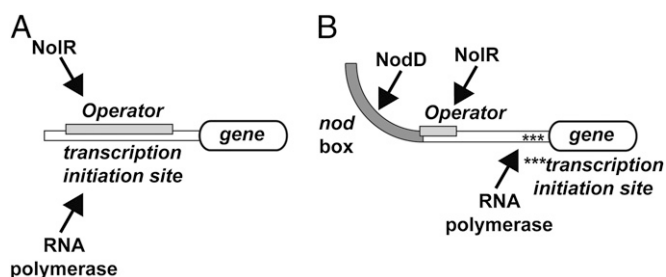 A
NolR
Operator
gene
transcription
initiation site
RNA
polymerase
B
NodD
NolR
Operator
nod
box
***
gene
***transcription
initiation site
RNA
polymerase